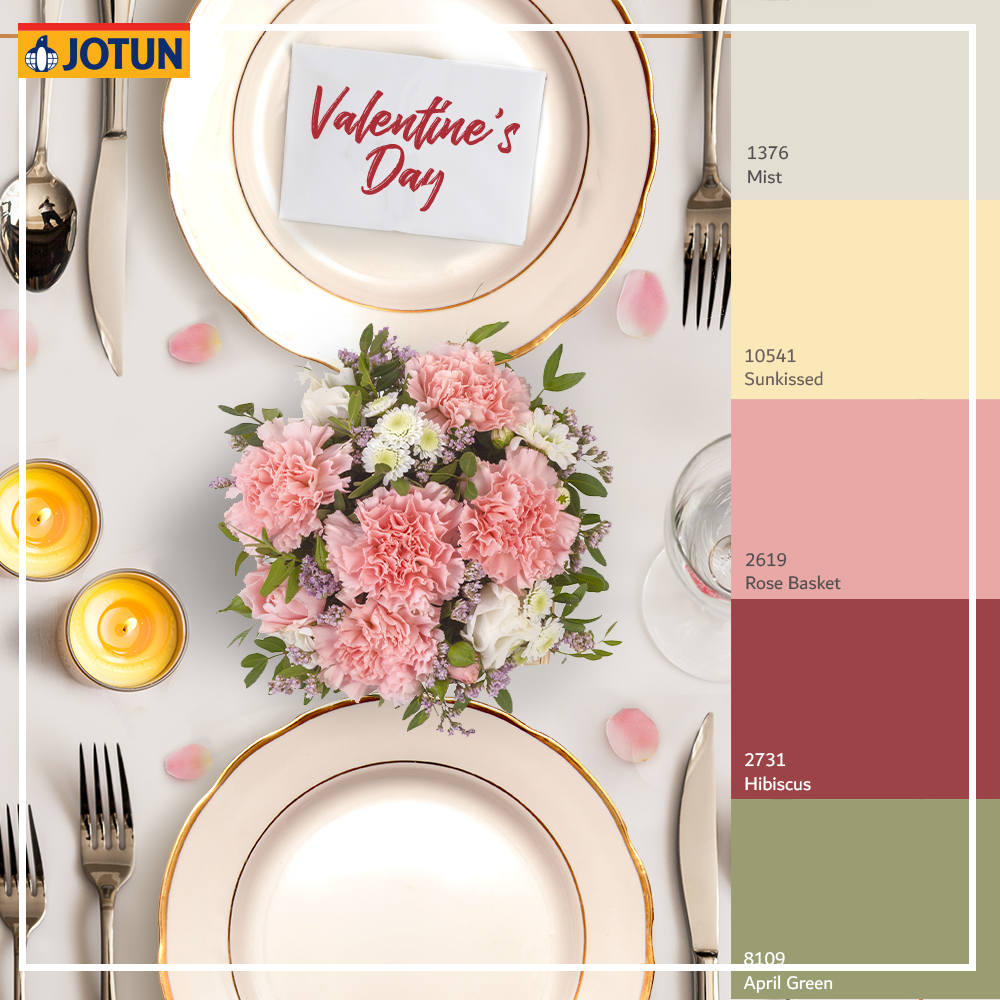 JOTUN
Valentine's
Day
1376
Mist
10541
Sunkissed
2619
Rose Basket
2731
Hibiscus
8109
April Green